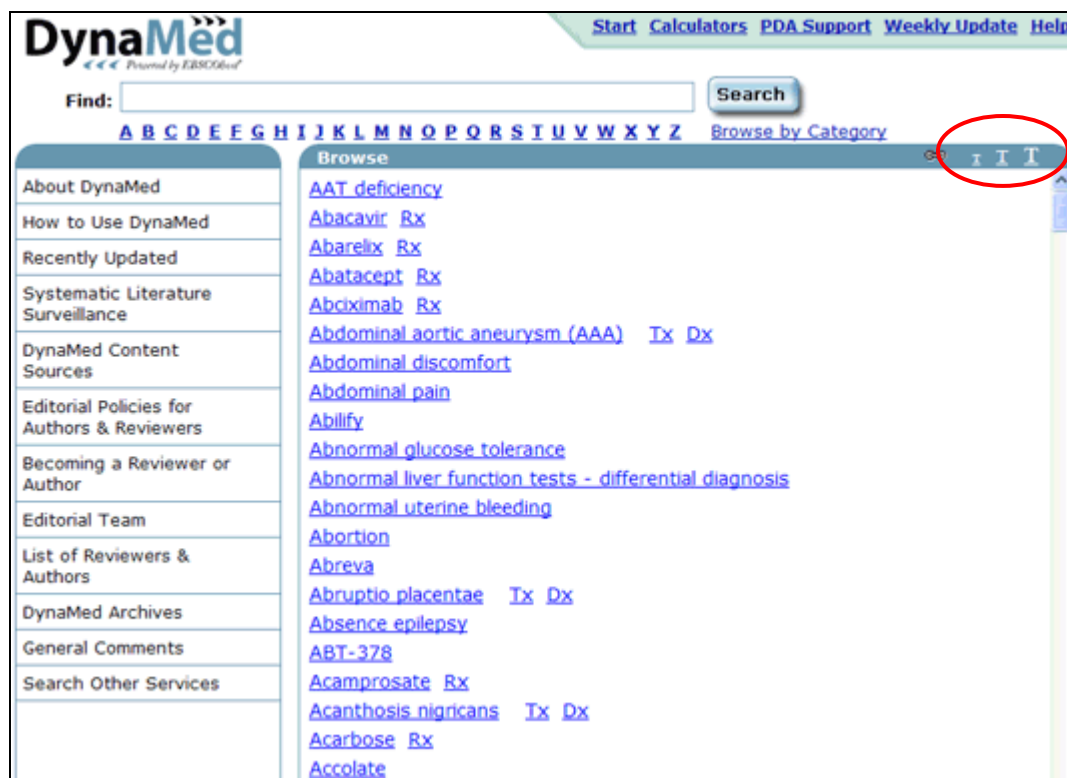 Start Calculators PDA Support Weekly Update Help
DynaMed
Powered by EBSCOhost
Find:
Search
A B C D E F G H I J K L M N O P Q R S T U V W X Y Z Browse by Category
Browse T T T
About DynaMed
How to Use DynaMed
Recently Updated
Systematic Literature
Surveillance
DynaMed Content
Sources
Editorial Policies for
Authors & Reviewers
Becoming a Reviewer or
Author
Editorial Team
List of Reviewers &
Authors
DynaMed Archives
General Comments
Search Other Services
AAT deficiency
Abacavir Rx
Abarelix Rx
Abatacept Rx
Abciximab Rx
Abdominal aortic aneurysm (AAA) Tx Dx
Abdominal discomfort
Abdominal pain
Abilify
Abnormal glucose tolerance
Abnormal liver function tests - differential diagnosis
Abnormal uterine bleeding
Abortion
Abreva
Abruptio placentae Tx Dx
Absence epilepsy
ABT-378
Acamprosate Rx
Acanthosis nigricans Tx Dx
Acarbose Rx
Accolate